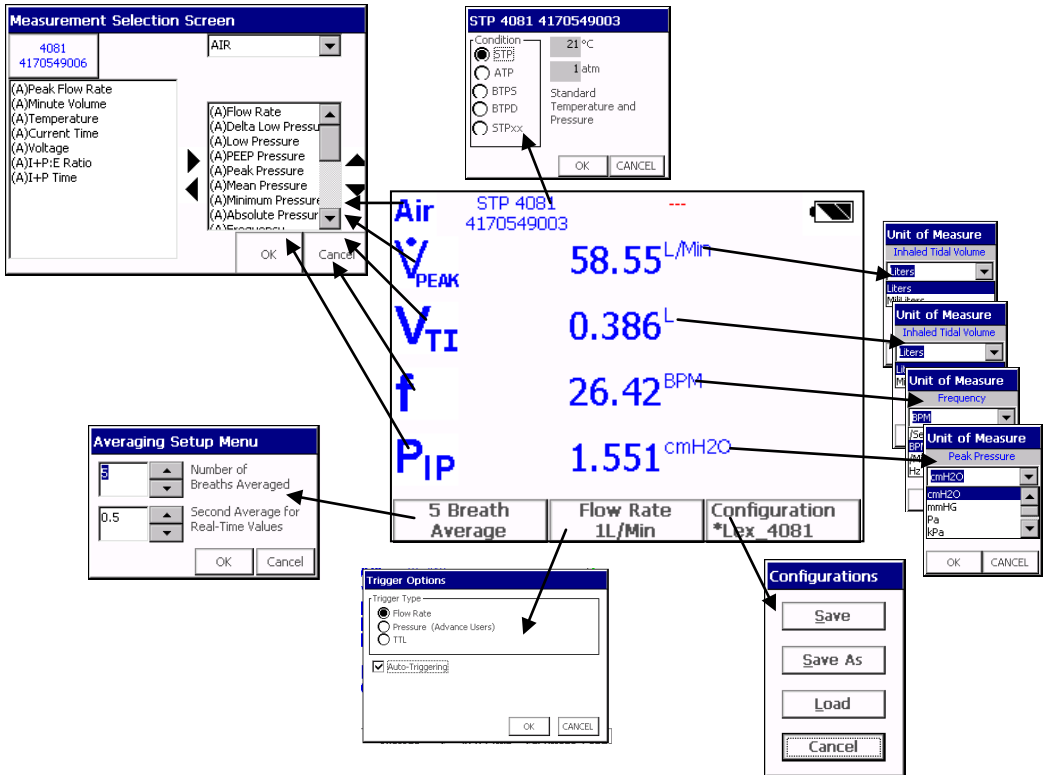 Measurement Selection Screen
4081
4170549006
AIR
(A)Peak Flow Rate
(A)Minute Volume
(A)Temperature
(A)Current Time
(A)Voltage
(A)I+P:E Ratio
(A)I+P Time
(A)Flow Rate
(A)Delta Low Pressu
(A)Low Pressure
(A)PEEP Pressure
(A)Peak Pressure
(A)Mean Pressure
(A)Minimum Pressure
(A)Absolute Pressur
(A)Frequency
OK
Cancel
STP 4081 4170549003
Condition
STP
ATP
BTPS
BTPD
STPxx
21 °C
1 atm
Standard
Temperature and
Pressure
OK
CANCEL
Air
STP 4081
4170549003
---
V̇PEAK
58.55 L/Min
VTI
0.386 L
f
26.42 BPM
PIP
1.551 cmH2O
5 Breath
Average
Flow Rate
1L/Min
Configuration
*Lex_4081
Unit of Measure
Inhaled Tidal Volume
Liters
Liters
MiliLiters
Unit of Measure
Inhaled Tidal Volume
Liters
Unit of Measure
Frequency
BPM
Hz
Unit of Measure
Peak Pressure
cmH2O
cmH2O
mmHG
Pa
kPa
OK
CANCEL
Averaging Setup Menu
5
Number of
Breaths Averaged
0.5
Second Average for
Real-Time Values
OK
Cancel
Trigger Options
Trigger Type
Flow Rate
Pressure (Advance Users)
TTL
Auto-Triggering
OK
CANCEL
Configurations
Save
Save As
Load
Cancel